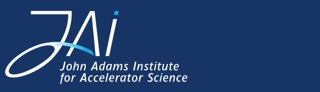 JAi
John Adams Institute
for Accelerator Science